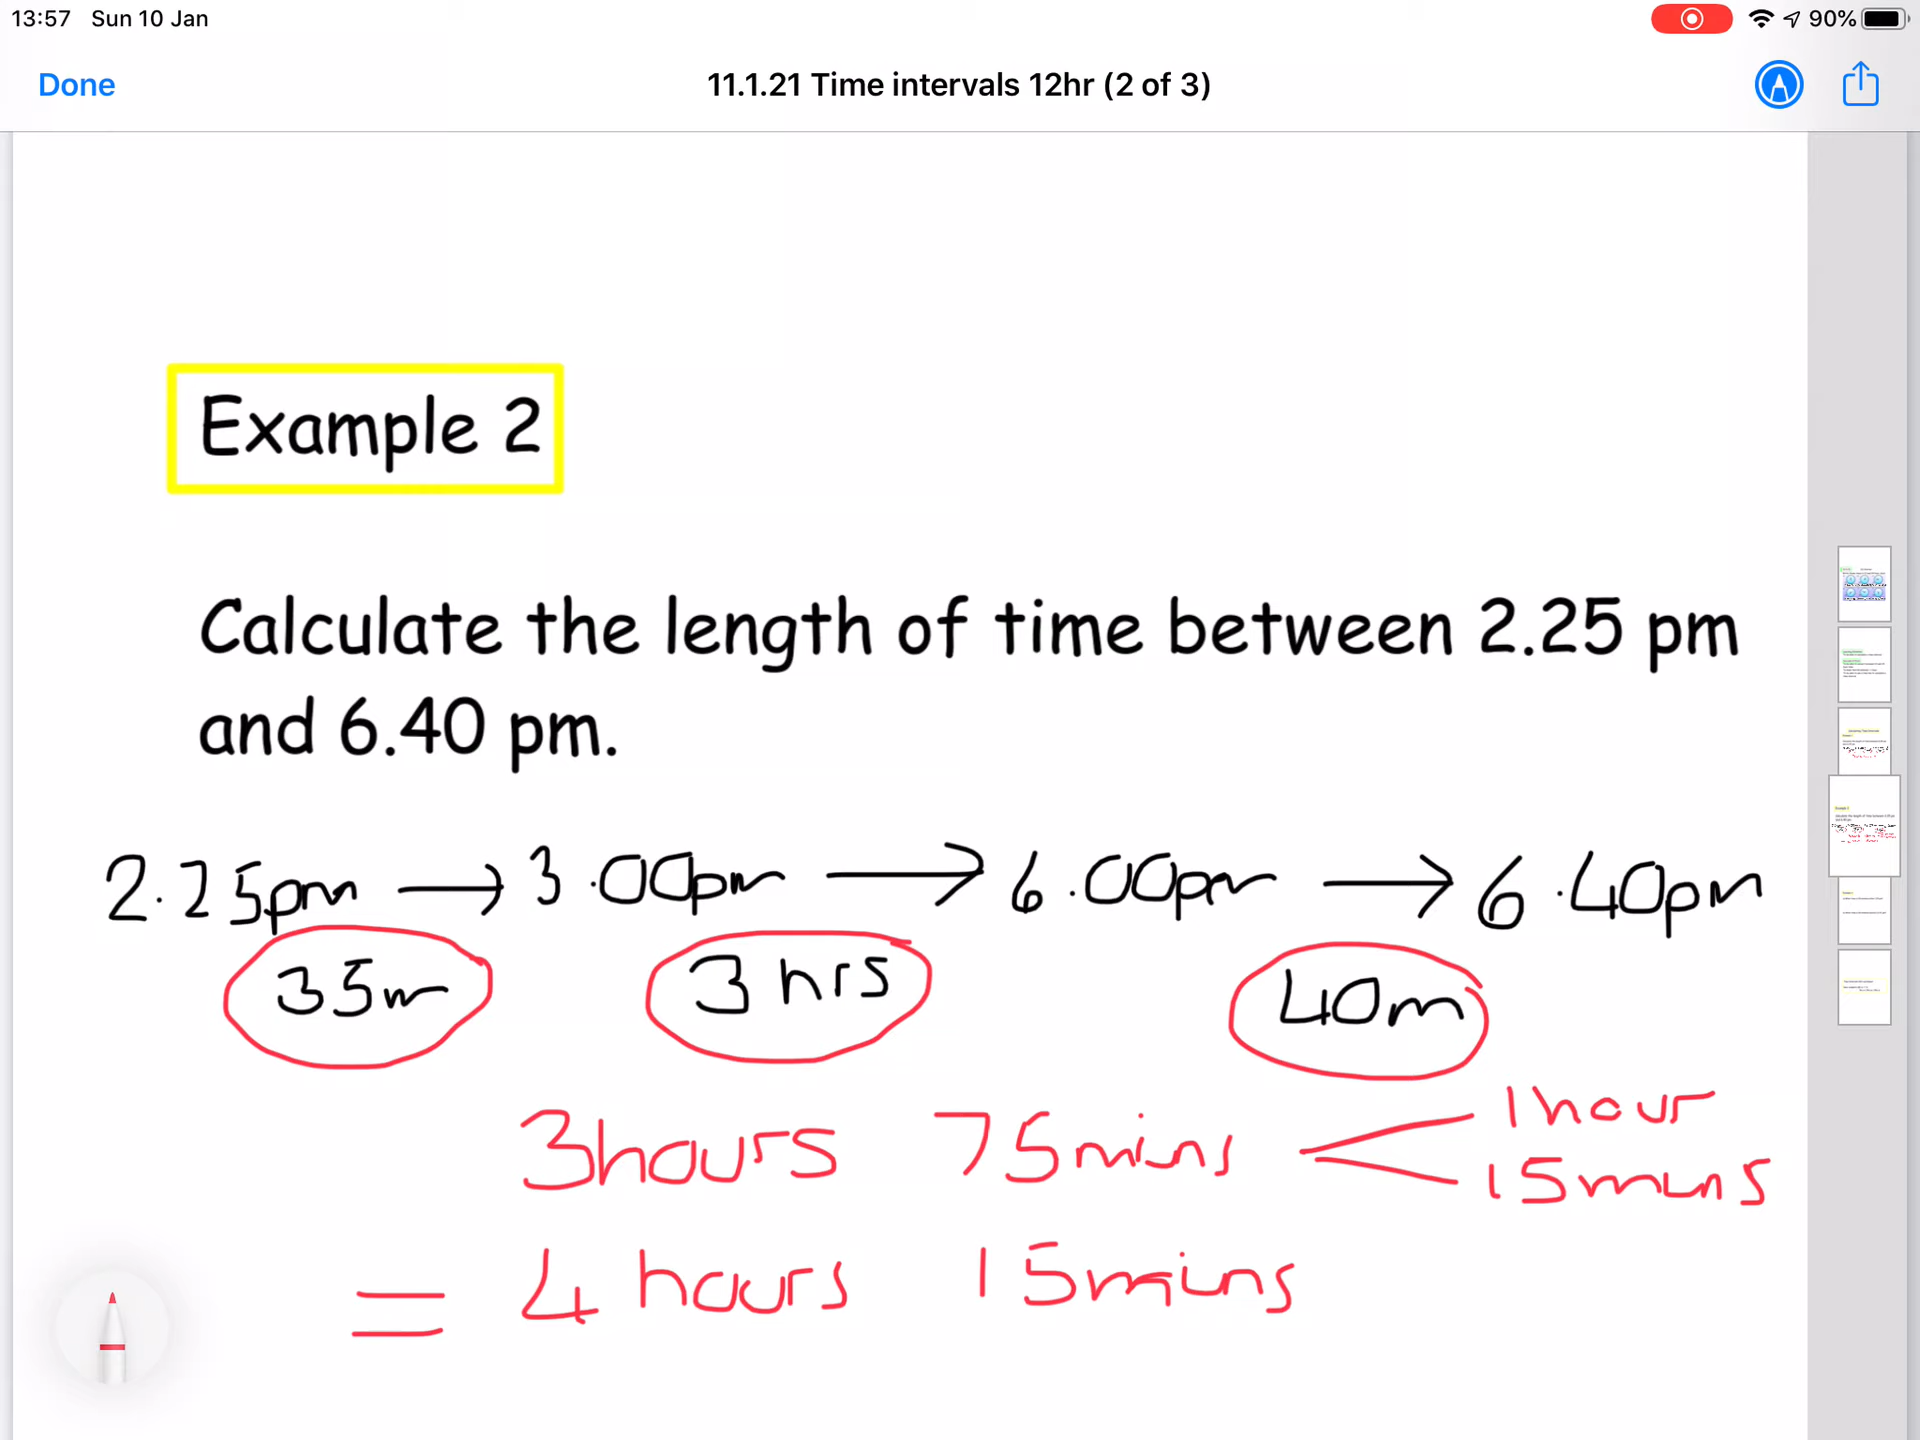 13:57 Sun 10 Jan 90%
Done 11.1.21 Time intervals 12hr (2 of 3)
Example 2
Calculate the length of time between 2.25 pm
and 6.40 pm.
2.25pm → 3.00pm → 6.00pm → 6.40pm
35m 3 hrs 40m
3hours 75mins 1hour
15mins
= 4 hours 15mins